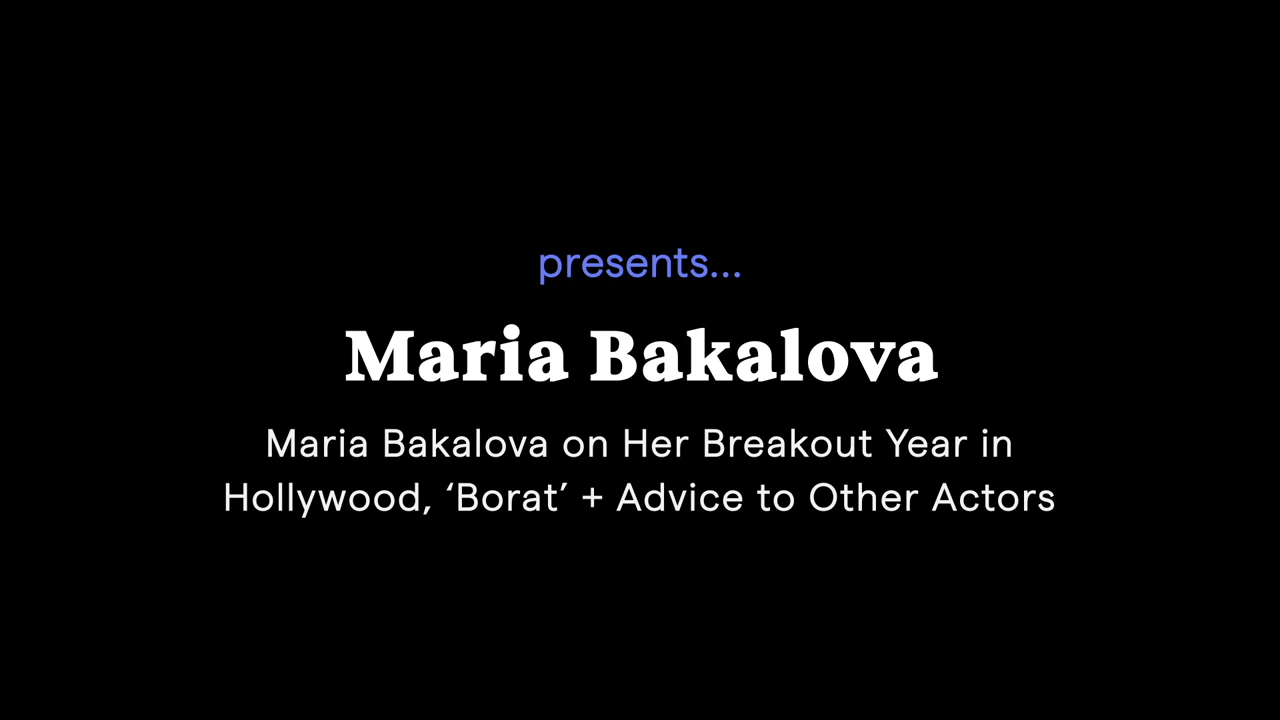 presents...
Maria Bakalova
Maria Bakalova on Her Breakout Year in
Hollywood, ‘Borat’ + Advice to Other Actors